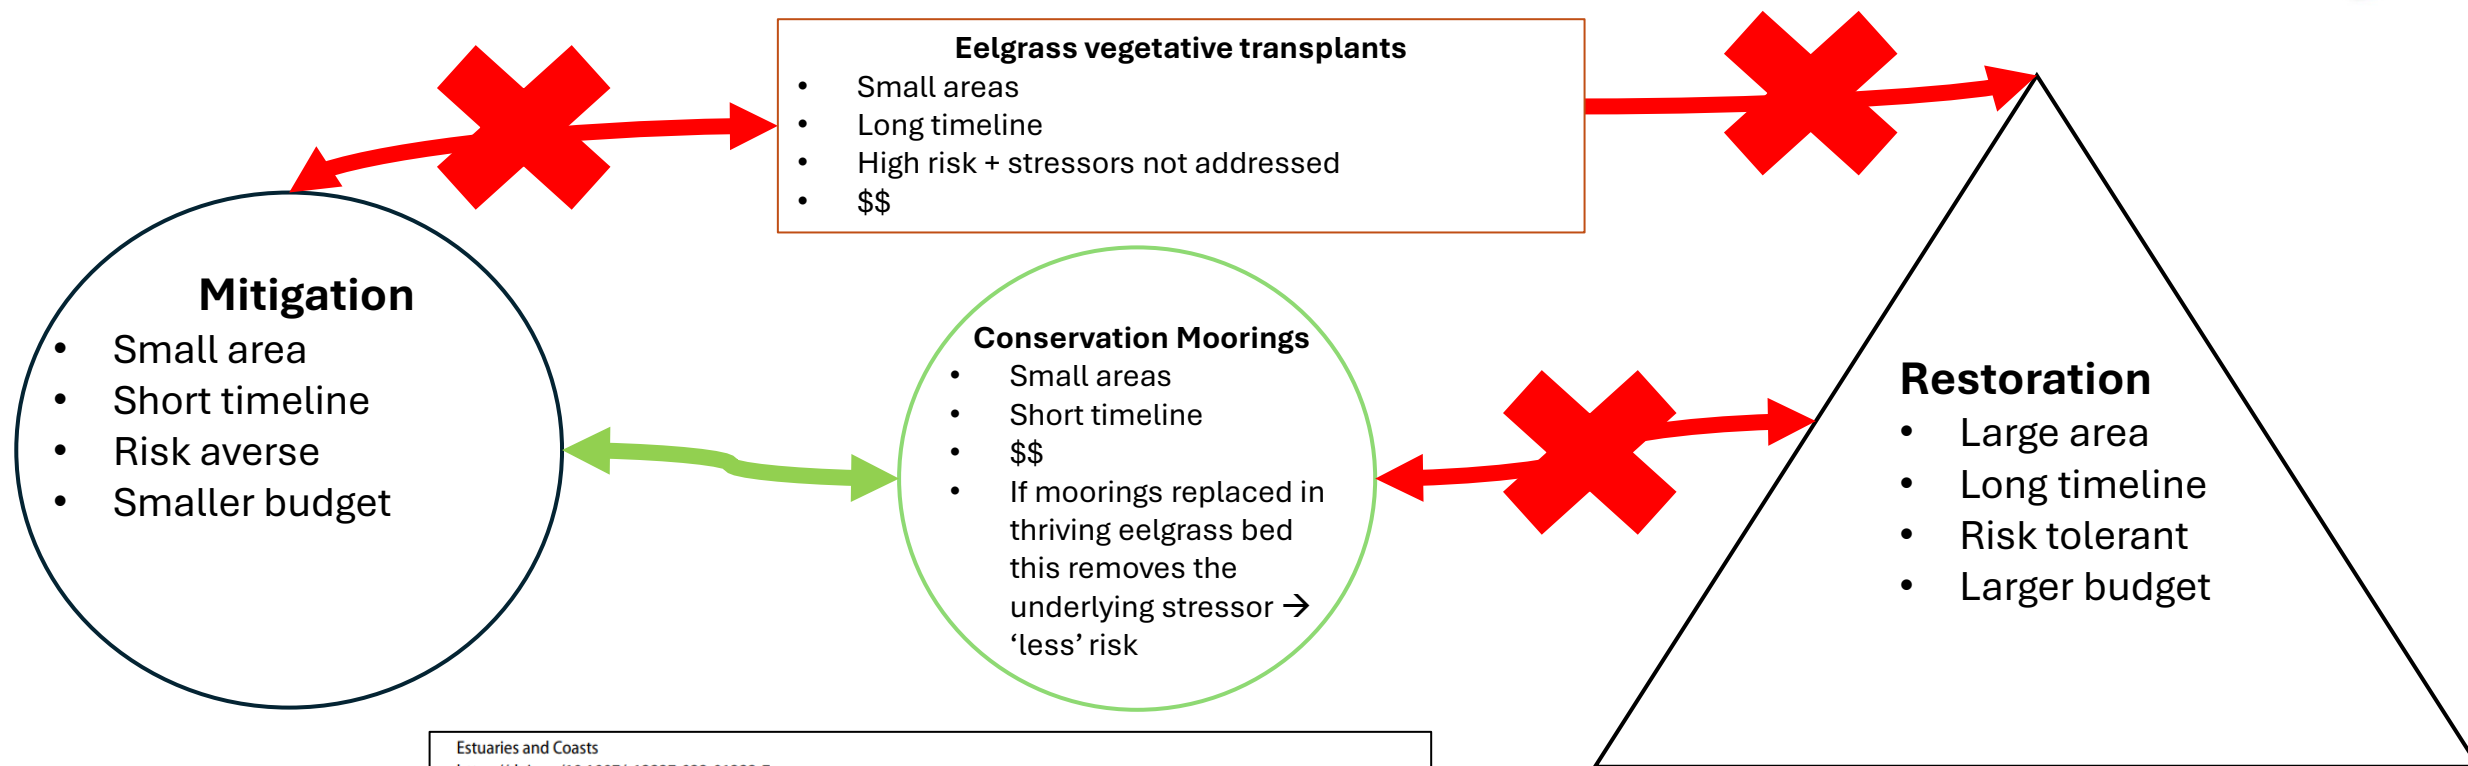 Eelgrass vegetative transplants
• Small areas
• Long timeline
• High risk + stressors not addressed
• $$
Mitigation
• Small area
• Short timeline
• Risk averse
• Smaller budget
Conservation Moorings
• Small areas
• Short timeline
• $$
• If moorings replaced in
thriving eelgrass bed
this removes the
underlying stressor →
‘less’ risk
Restoration
• Large area
• Long timeline
• Risk tolerant
• Larger budget
Estuaries and Coasts